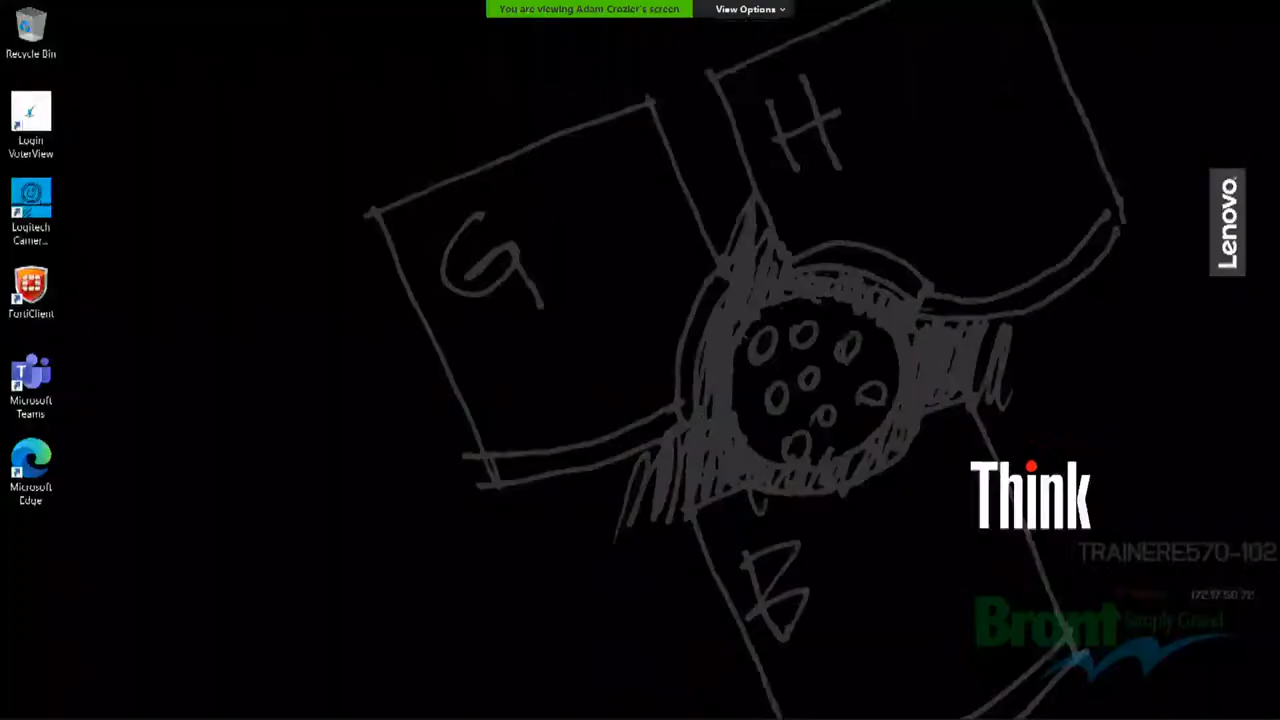 You are viewing Adam Crozier's screen
View Options
Recycle Bin
Login
VoterView
Logitech
Camer...
FortiClient
Microsoft
Teams
Microsoft
Edge
G
H
B
Lenovo
Think
TRAINERE570-102
Brant
Simply Grand